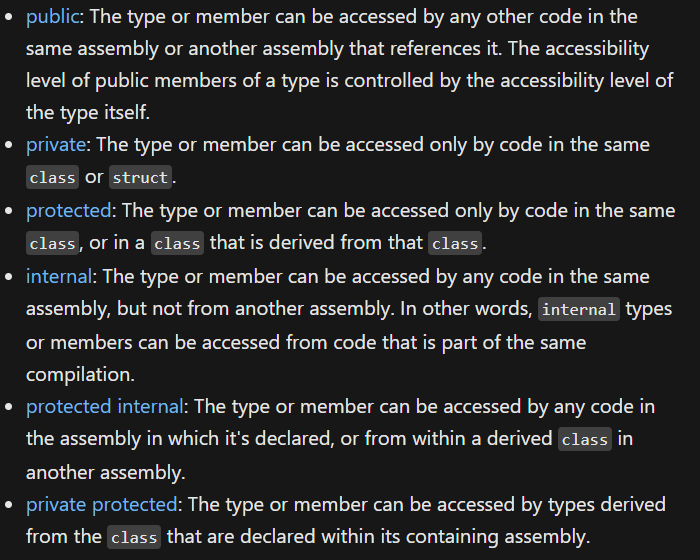 • public: The type or member can be accessed by any other code in the
same assembly or another assembly that references it. The accessibility
level of public members of a type is controlled by the accessibility level of
the type itself.
• private: The type or member can be accessed only by code in the same
class or struct.
• protected: The type or member can be accessed only by code in the same
class, or in a class that is derived from that class.
• internal: The type or member can be accessed by any code in the same
assembly, but not from another assembly. In other words, internal types
or members can be accessed from code that is part of the same
compilation.
• protected internal: The type or member can be accessed by any code in
the assembly in which it's declared, or from within a derived class in
another assembly.
• private protected: The type or member can be accessed by types derived
from the class that are declared within its containing assembly.